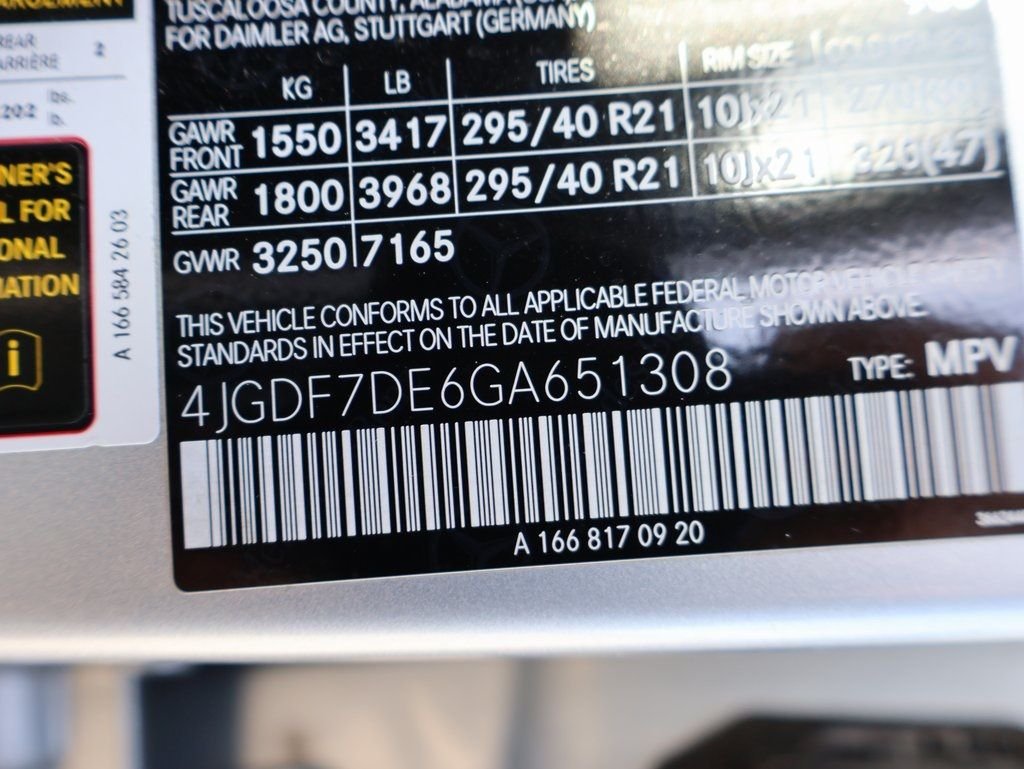 TUSCALOOSA COUNTY, ALABAMA
FOR DAIMLER AG, STUTTGART (GERMANY)
KG LB TIRES RIM SIZE
GAWR FRONT 1550 3417 295/40 R21 10Jx21
GAWR REAR 1800 3968 295/40 R21 10Jx21
GVWR 3250 7165
THIS VEHICLE CONFORMS TO ALL APPLICABLE FEDERAL MOTOR VEHICLE SAFETY
STANDARDS IN EFFECT ON THE DATE OF MANUFACTURE SHOWN ABOVE.
4JGDF7DE6GA651308 TYPE: MPV
A 166 817 09 20
REAR
ARRIÈRE 2
202 lbs.
lb.
NER'S
L FOR
ONAL
MATION
i
A 166 584 26 03